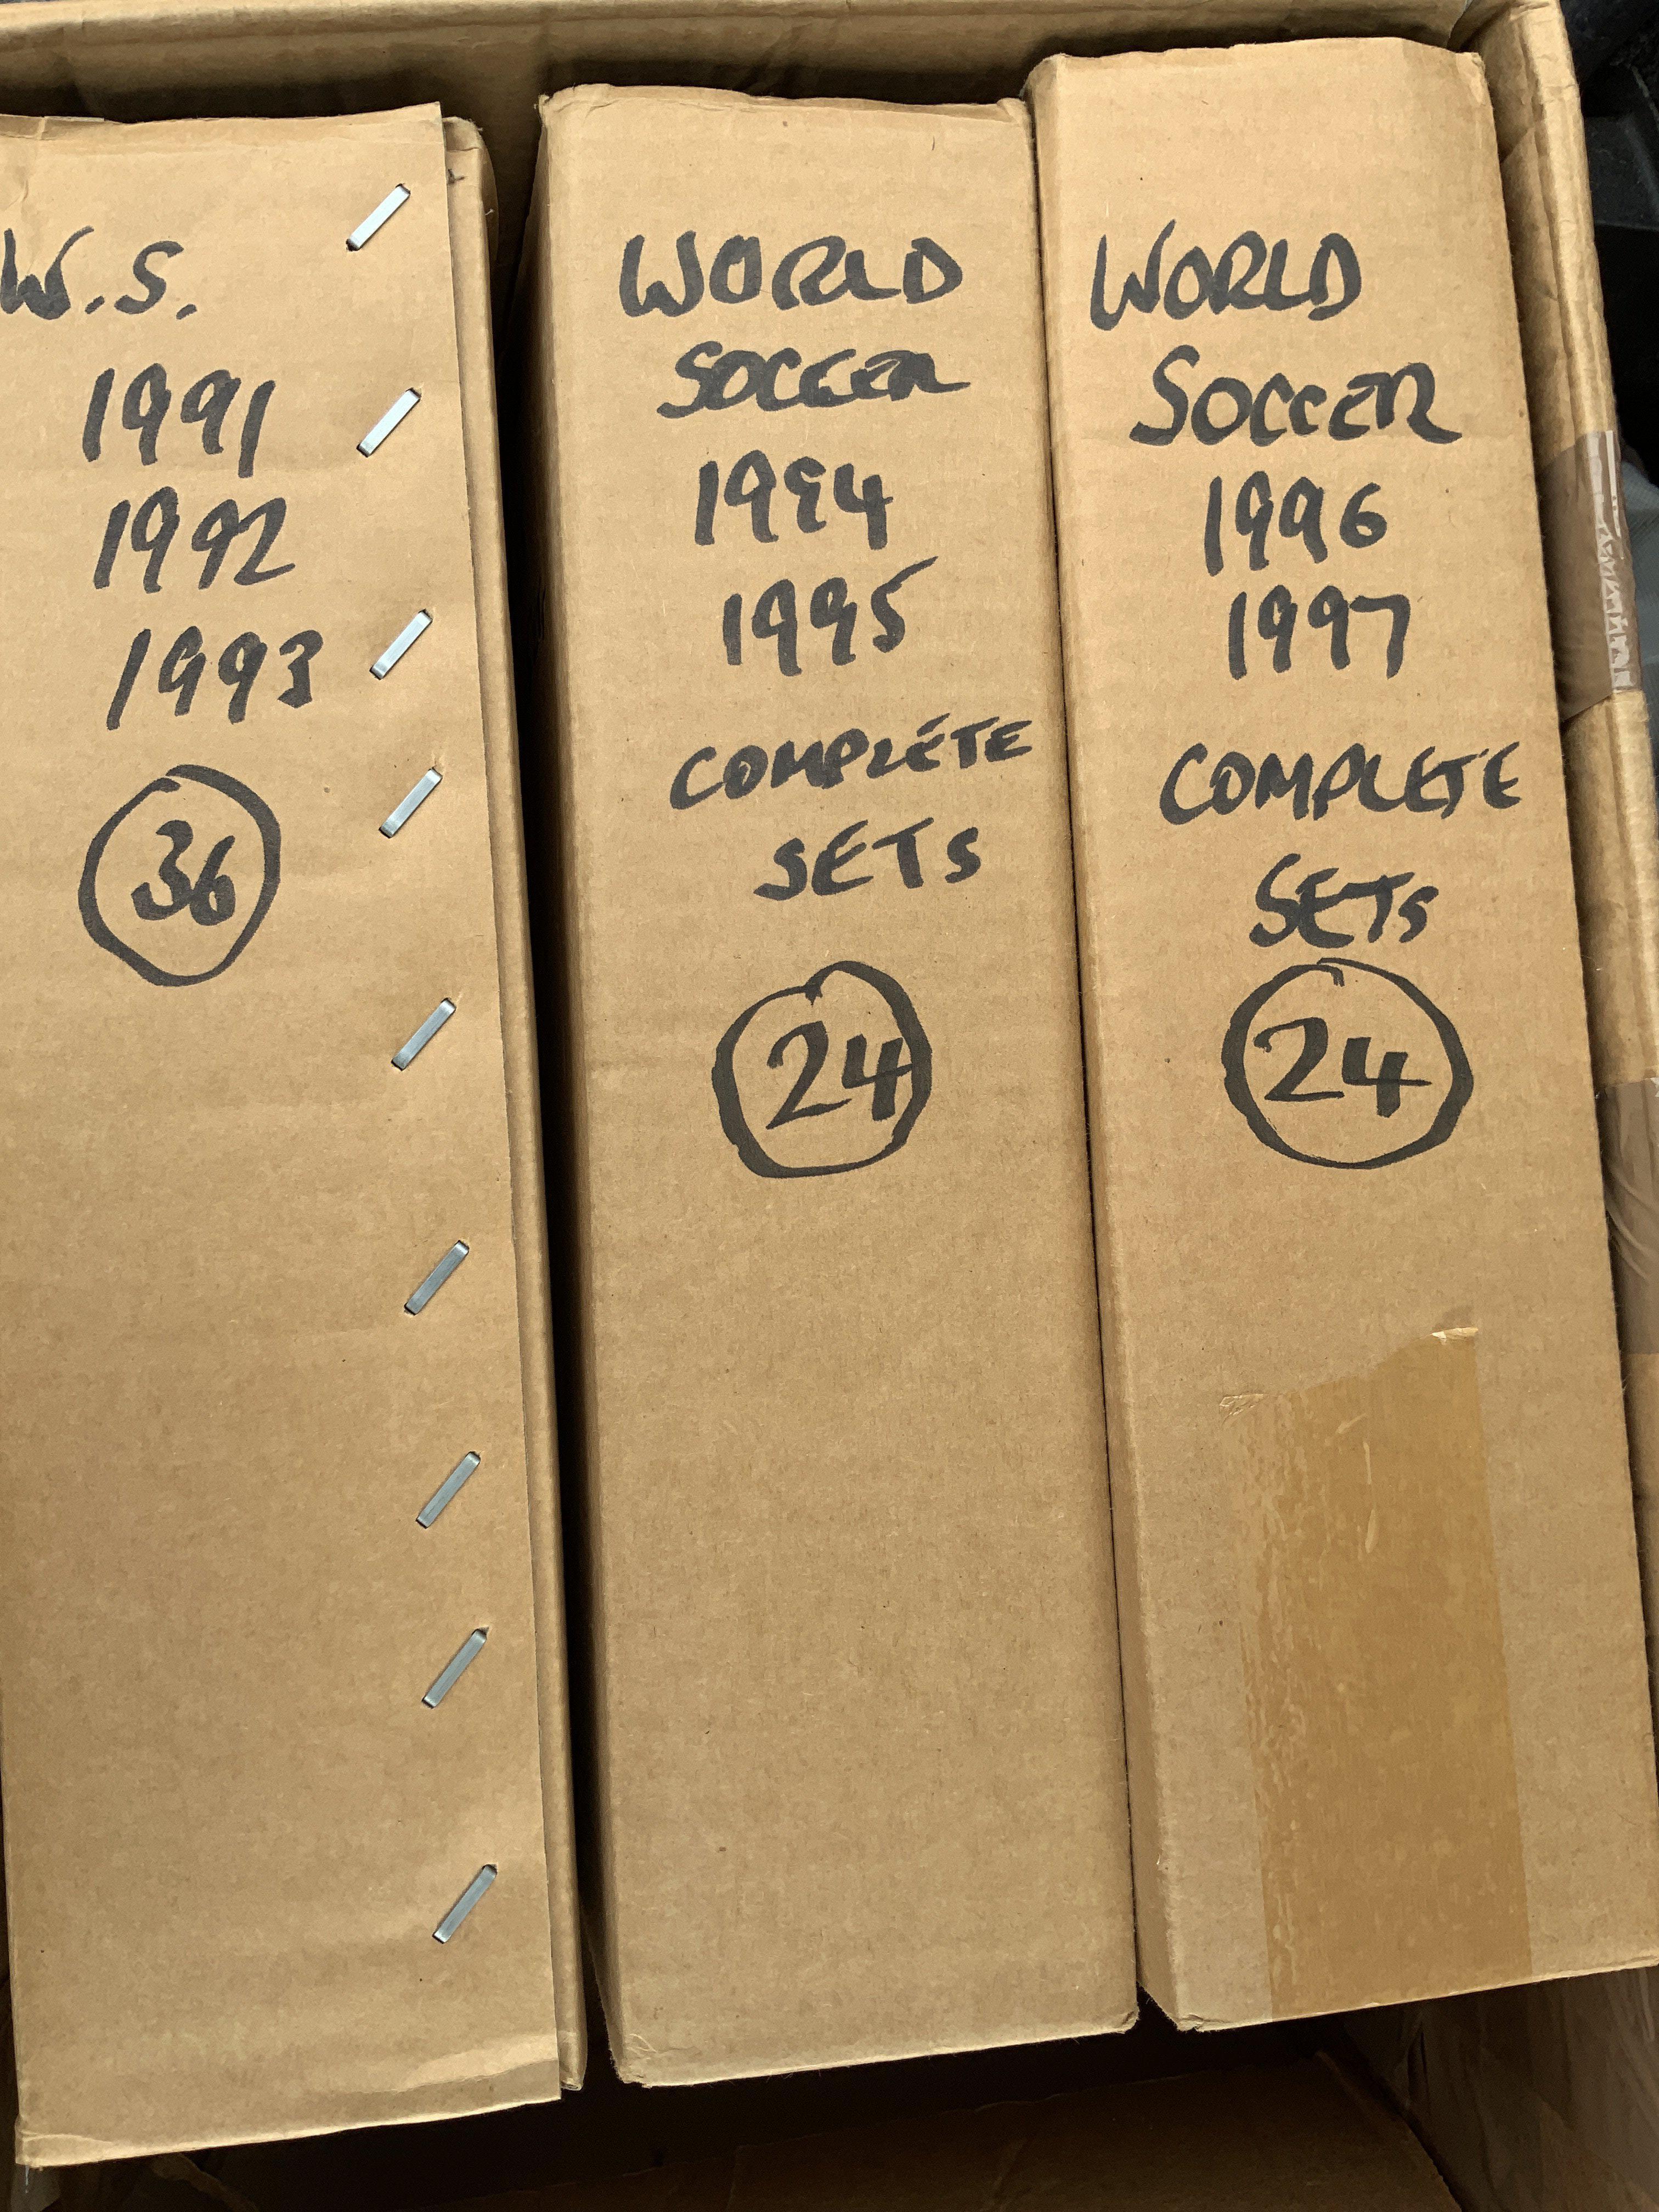 W.S.
1991
1992
1993
36
WORLD
SOCCER
1994
1995
COMPLETE
SETS
24
WORLD
SOCCER
1996
1997
COMPLETE
SETS
24